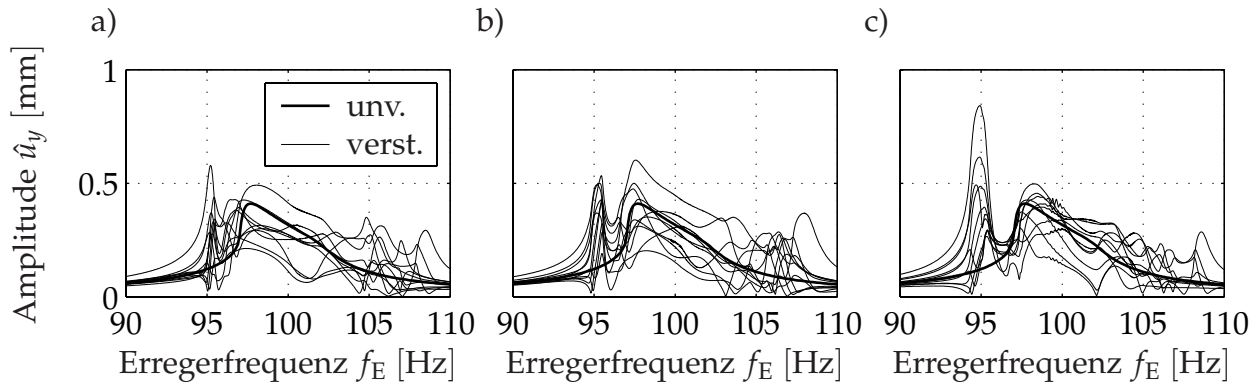 a) b) c)
Amplitude û_y [mm]
1
0.5
0
unv.
verst.
90 95 100 105 110 90 95 100 105 110 90 95 100 105 110
Erregerfrequenz f_E [Hz] Erregerfrequenz f_E [Hz] Erregerfrequenz f_E [Hz]